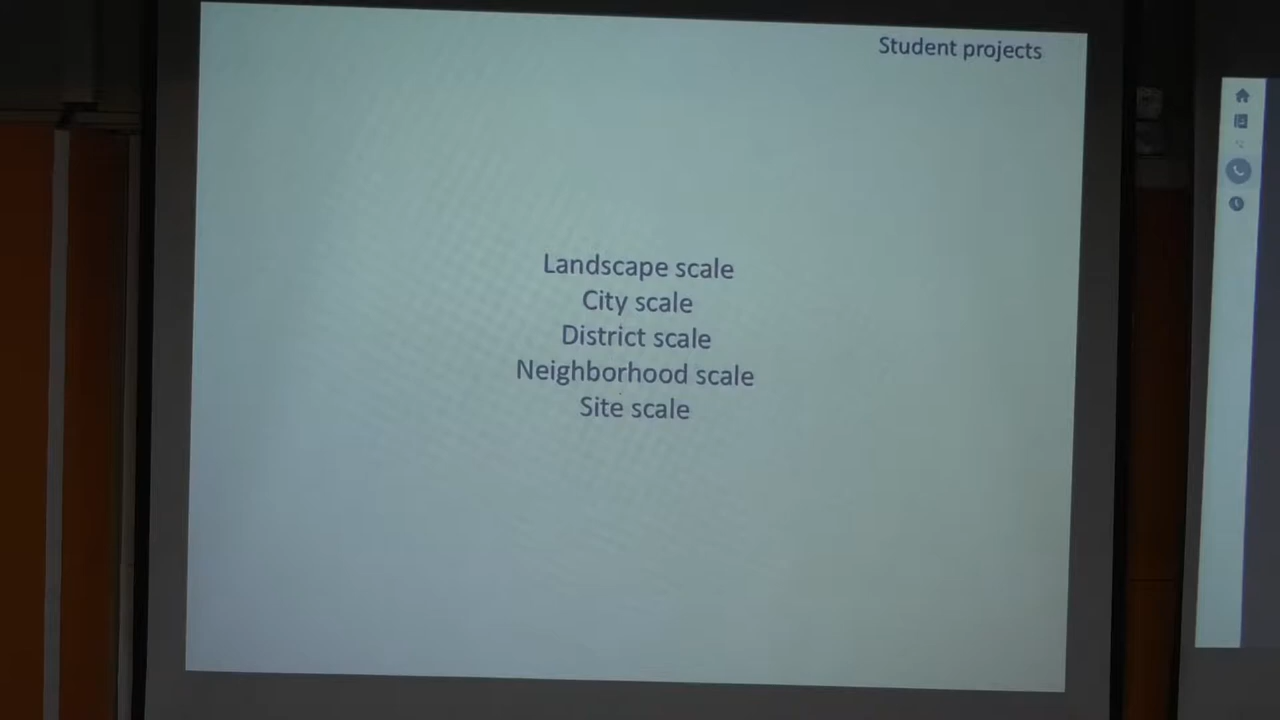 Student projects
Landscape scale
City scale
District scale
Neighborhood scale
Site scale